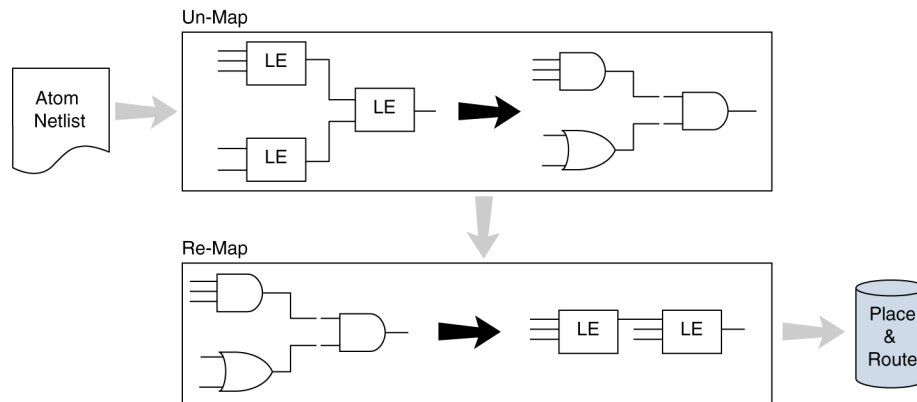 Un-Map
Atom
Netlist
LE
LE
LE
Re-Map
LE
LE
Place
&
Route